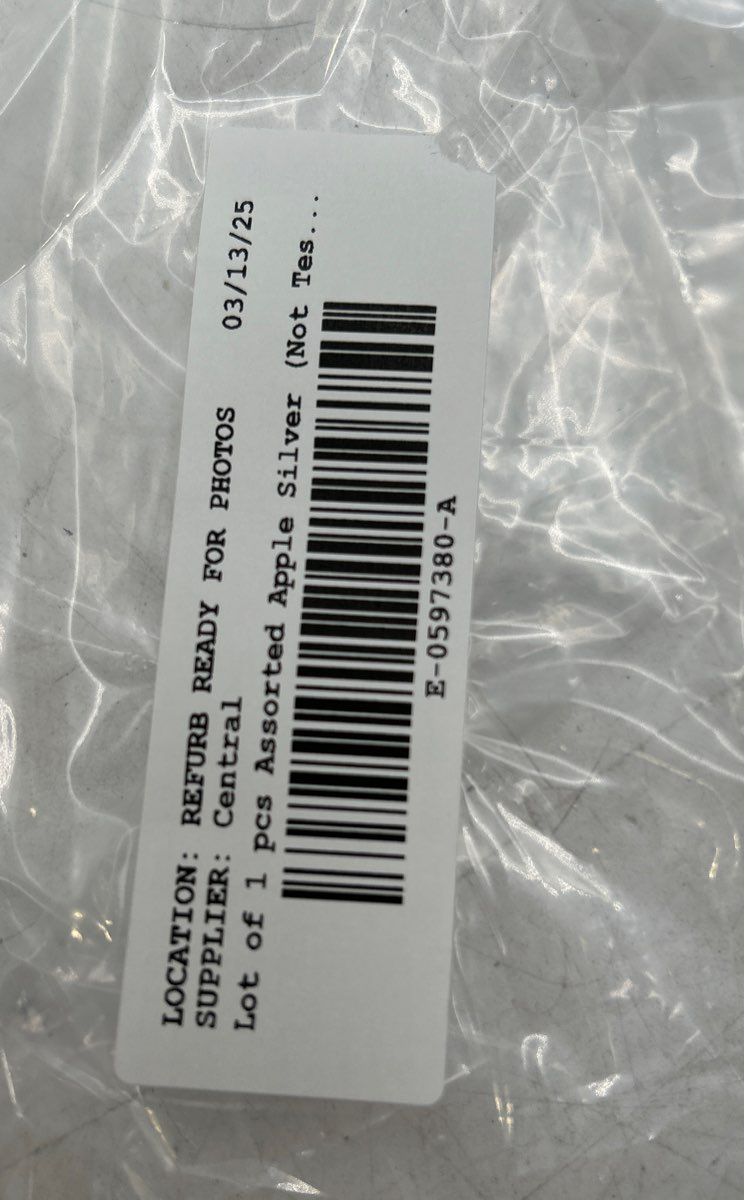 LOCATION: REFURB READY FOR PHOTOS
SUPPLIER: Central 03/13/25
Lot of 1 pcs Assorted Apple Silver (Not Tes...
E-0597380-A